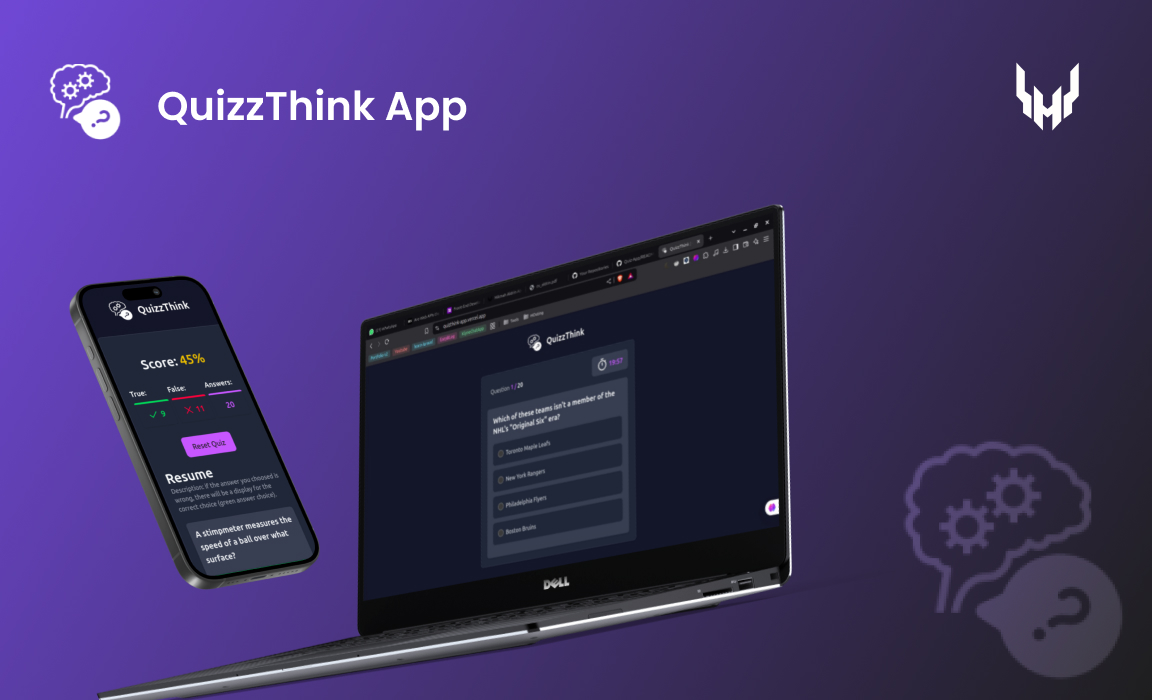 QuizzThink App
QuizzThink
Score: 45%
True: False: Answers:
9 11 20
Reset Quiz
Resume
Description: if the answer you choosed is
wrong, there will be a display for the
correct choice (green answer choice).
A stimpmeter measures the
speed of a ball over what
surface?
QuizzThink
Question 1 / 20
19:57
Which of these teams isn't a member of the
NHL's "Original Six" era?
Toronto Maple Leafs
New York Rangers
Philadelphia Flyers
Boston Bruins
DELL